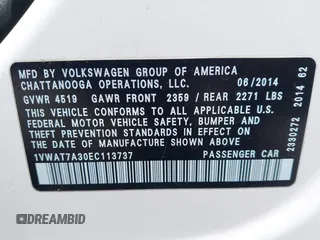 MFD BY VOLKSWAGEN GROUP OF AMERICA
CHATTANOOGA OPERATIONS, LLC. 06/2014
GVWR 4519 GAWR FRONT 2359 / REAR 2271 LBS
THIS VEHICLE CONFORMS TO ALL APPLICABLE U.S.
FEDERAL MOTOR VEHICLE SAFETY, BUMPER AND
THEFT PREVENTION STANDARDS IN EFFECT ON THE
DATE OF MANUFACTURE SHOWN ABOVE.
1VWAT7A30EC113737 PASSENGER CAR
2330272 2014 62
© AutoBidMaster